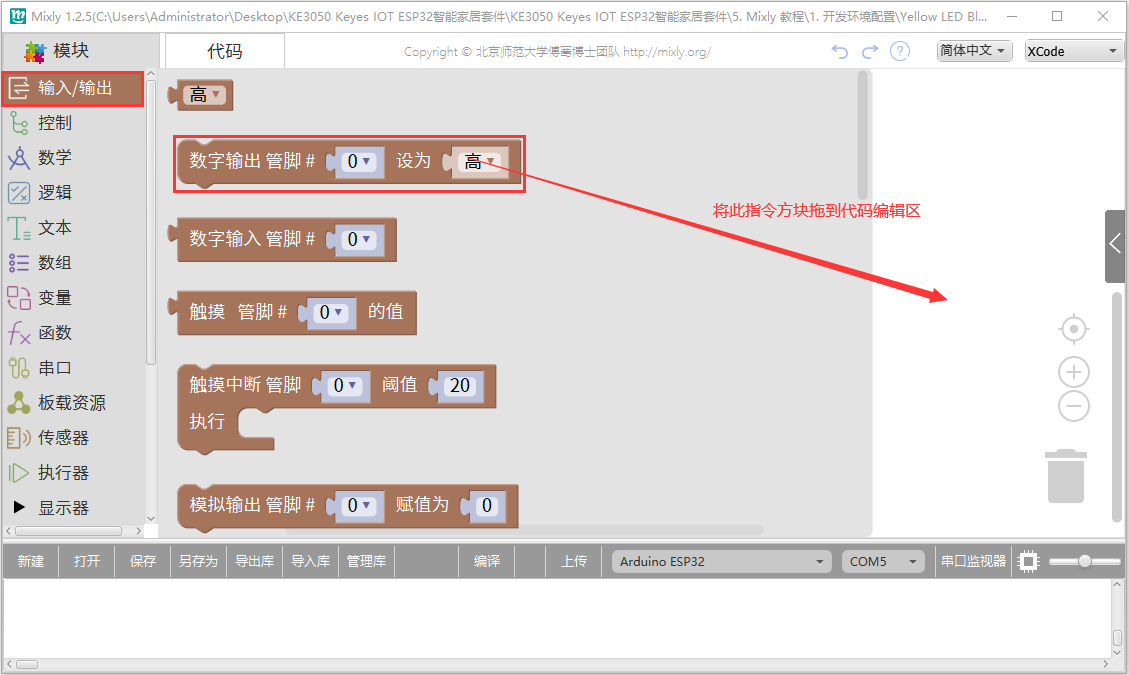 Mixly 1.2.5(C:\Users\Administrator\Desktop\KE3050 Keyes IOT ESP32智能家居套件\KE3050 Keyes IOT ESP32智能家居套件\5. Mixly 教程\1. 开发环境配置\Yellow LED Bl...
模块
代码
Copyright © 北京师范大学傅骞博士团队 http://mixly.org/
?
简体中文
XCode
输入/输出
控制
数学
逻辑
文本
数组
变量
函数
串口
板载资源
传感器
执行器
显示器
高
数字输出 管脚 # 0 设为 高
将此指令方块拖到代码编辑区
数字输入 管脚 # 0
触摸 管脚 # 0 的值
触摸中断 管脚 0 阈值 20
执行
模拟输出 管脚 # 0 赋值为 0
新建 打开 保存 另存为 导出库 导入库 管理库 编译 上传 Arduino ESP32 COM5 串口监视器